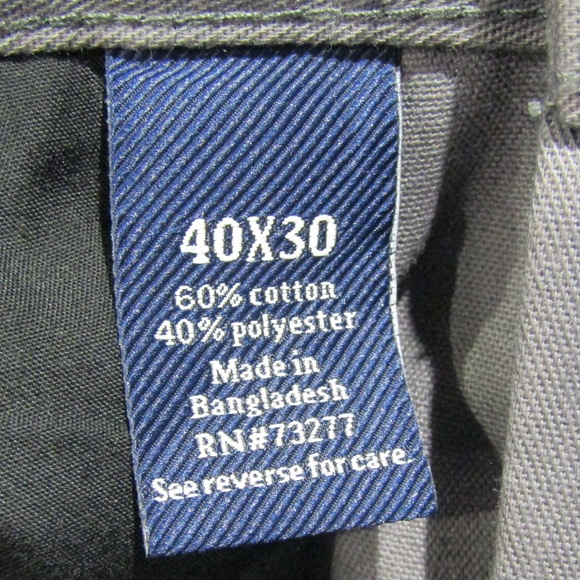 40X30
60% cotton
40% polyester
Made in
Bangladesh
RN#73277
See reverse for care.